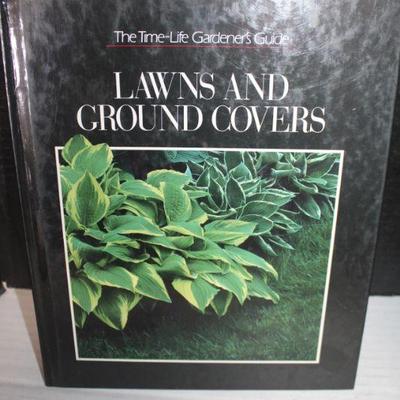 The Time-Life Gardener's Guide
LAWNS AND
GROUND COVERS